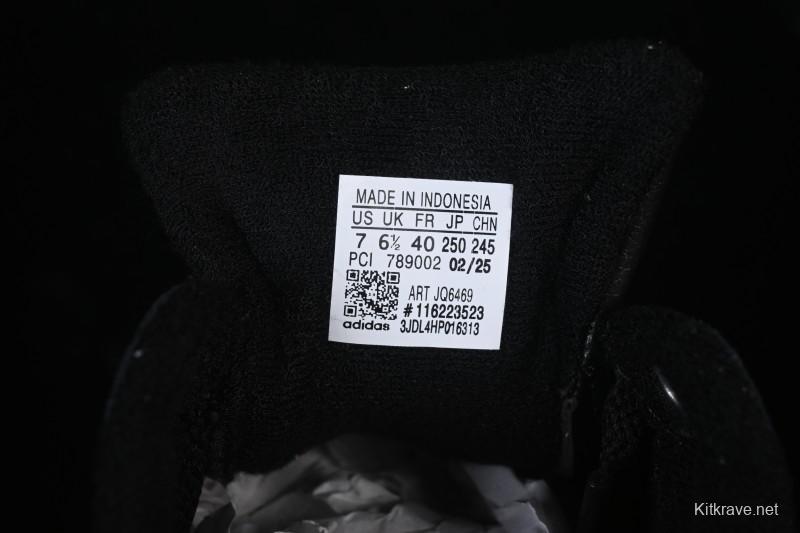 MADE IN INDONESIA
US UK FR JP CHN
7 6½ 40 250 245
PCI 789002 02/25
ART JQ6469
#116223523
adidas 3JDL4HP016313
Kitkrave.net